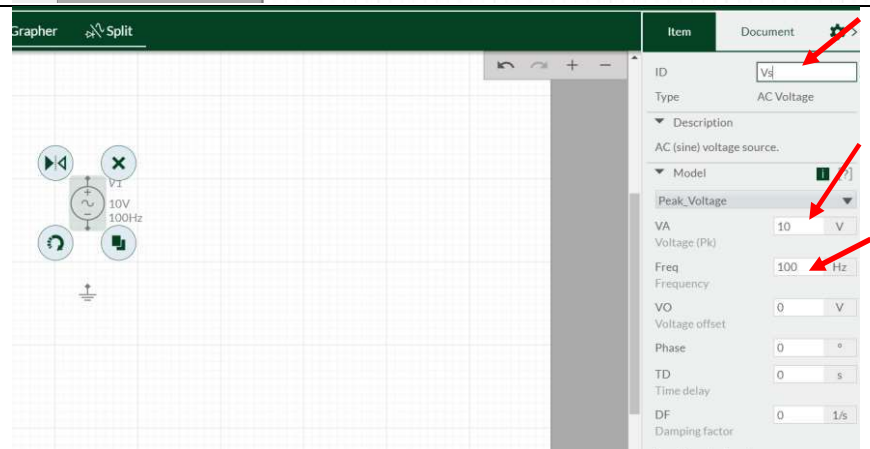 Grapher Split
Item Document
ID Vs
Type AC Voltage
Description
AC (sine) voltage source.
Model i [?]
Peak_Voltage
VA 10 V
Voltage (Pk)
Freq 100 Hz
Frequency
VO 0 V
Voltage offset
Phase 0 °
TD 0 s
Time delay
DF 0 1/s
Damping factor
V1
10V
100Hz